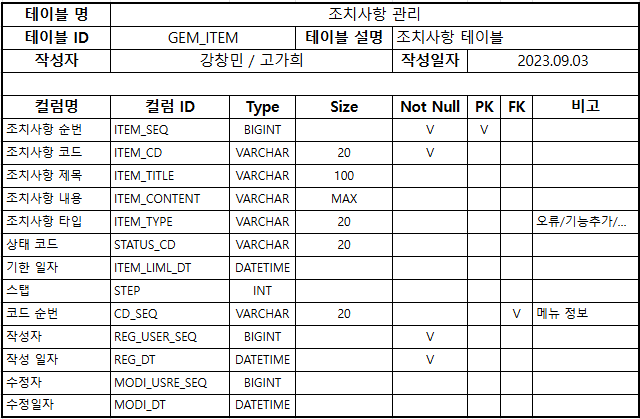 테이블 명 조치사항 관리
테이블 ID GEM_ITEM 테이블 설명 조치사항 테이블
작성자 강창민 / 고가희 작성일자 2023.09.03
컬럼명 컬럼 ID Type Size Not Null PK FK 비고
조치사항 순번 ITEM_SEQ BIGINT V V
조치사항 코드 ITEM_CD VARCHAR 20 V
조치사항 제목 ITEM_TITLE VARCHAR 100
조치사항 내용 ITEM_CONTENT VARCHAR MAX
조치사항 타입 ITEM_TYPE VARCHAR 20 오류/기능추가/...
상태 코드 STATUS_CD VARCHAR 20
기한 일자 ITEM_LIML_DT DATETIME
스탭 STEP INT
코드 순번 CD_SEQ VARCHAR 20 V 메뉴 정보
작성자 REG_USER_SEQ BIGINT V
작성 일자 REG_DT DATETIME V
수정자 MODI_USRE_SEQ BIGINT
수정일자 MODI_DT DATETIME